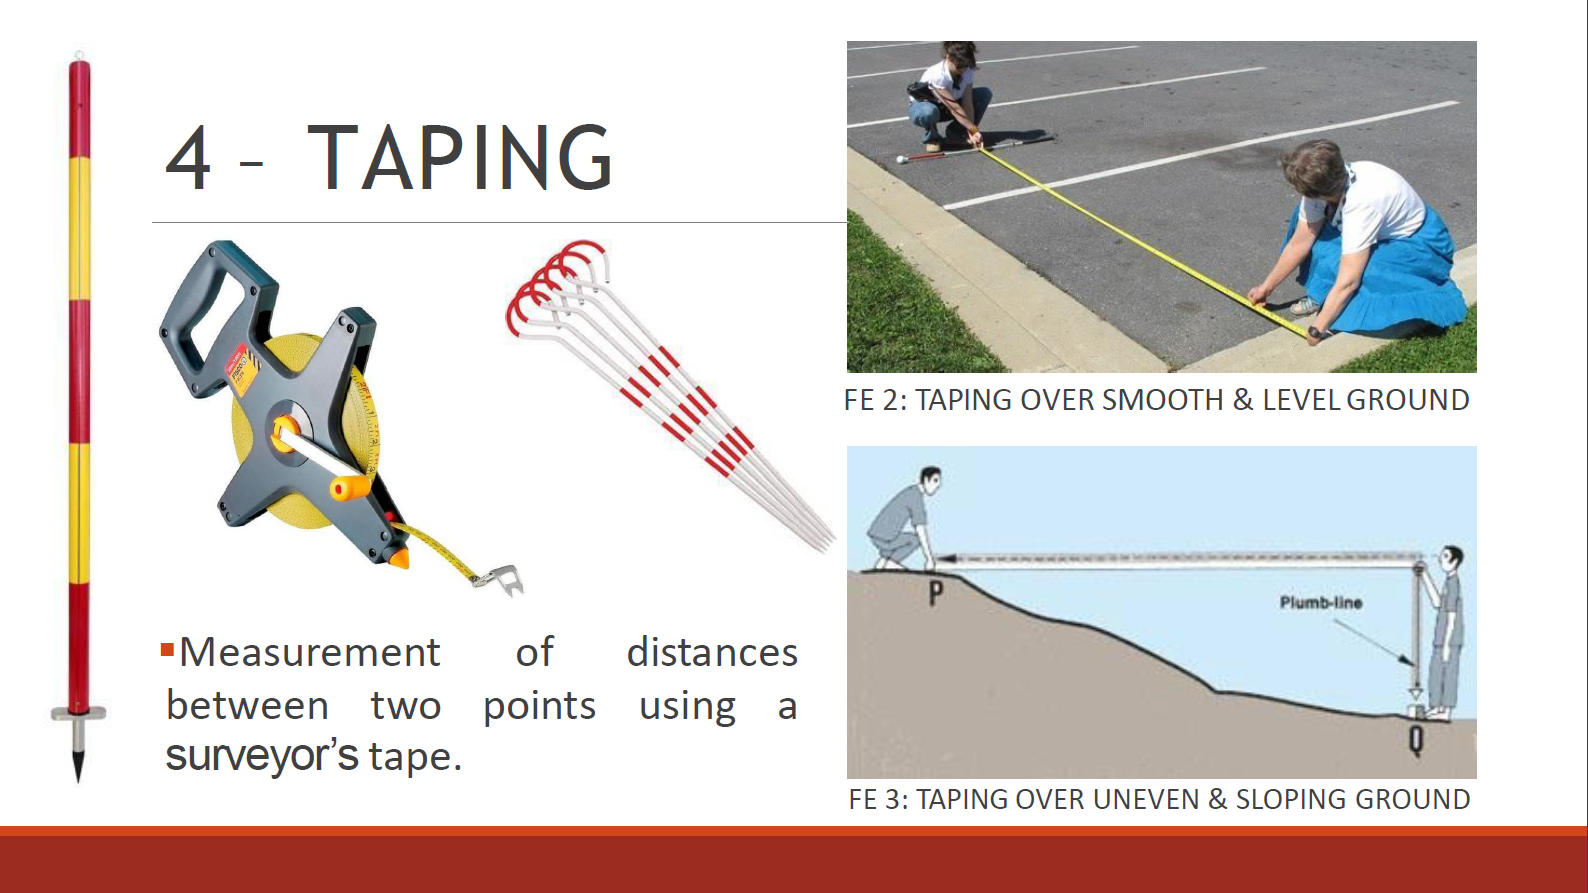 4 – TAPING
▪Measurement of distances
between two points using a
surveyor’s tape.
FE 2: TAPING OVER SMOOTH & LEVEL GROUND
P
Plumb-line
Q
FE 3: TAPING OVER UNEVEN & SLOPING GROUND